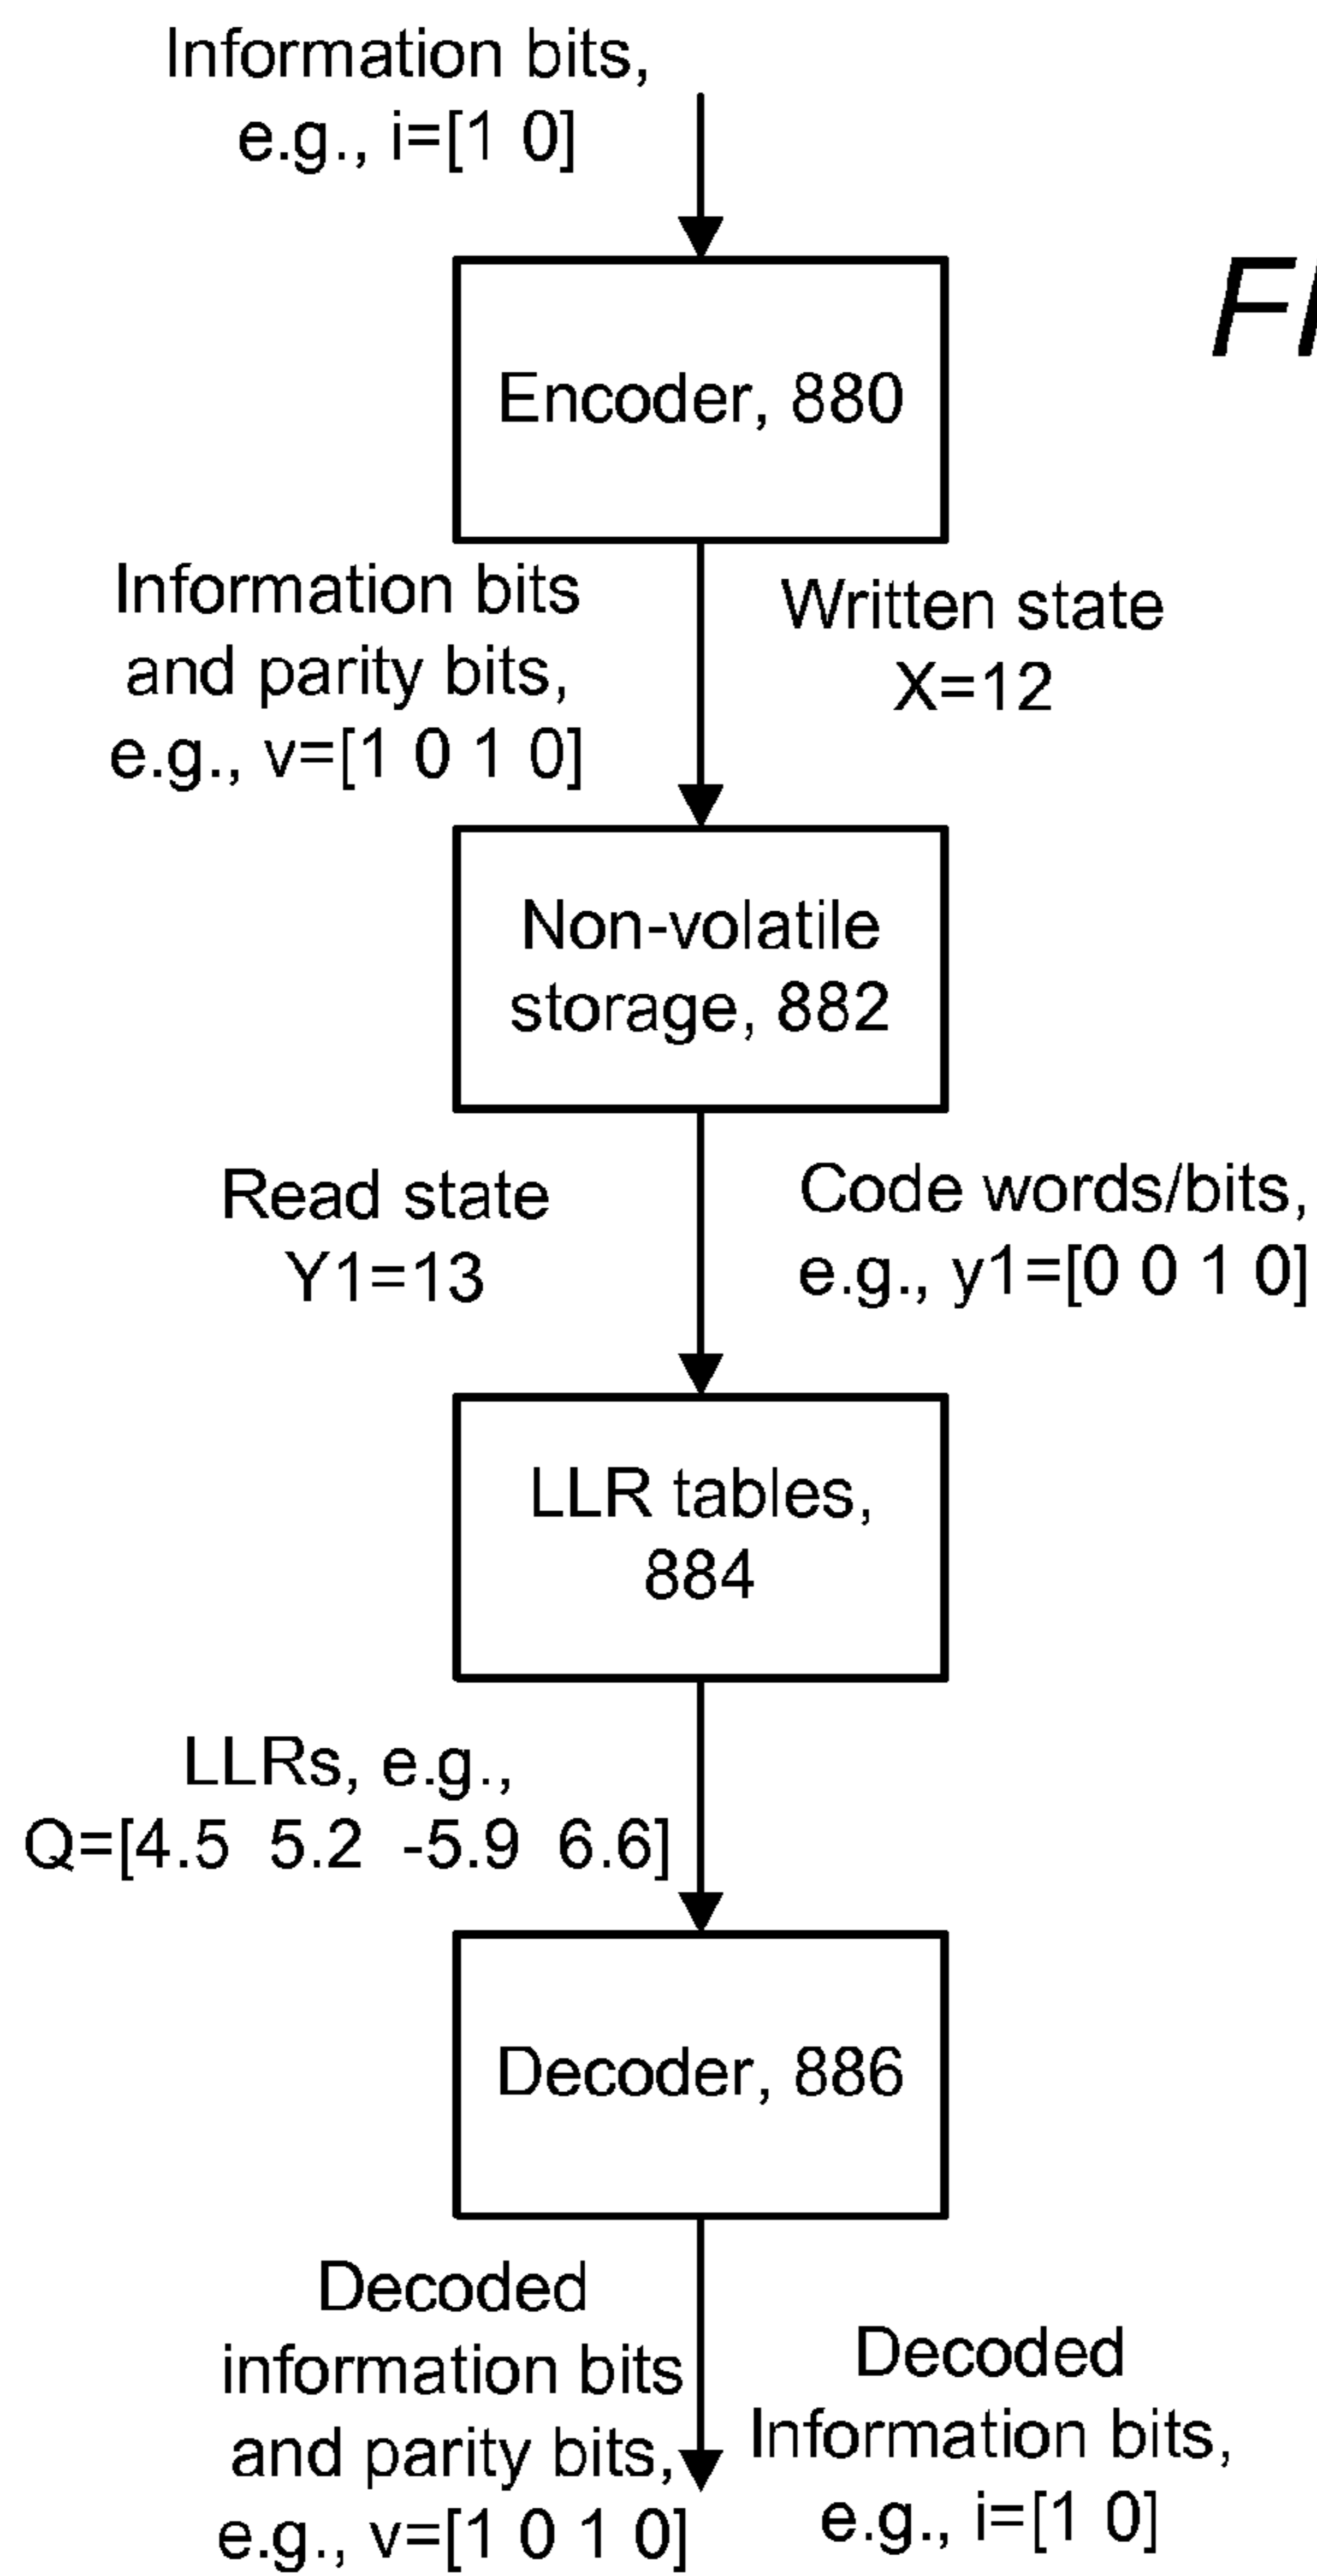 Information bits,
e.g., i=[1 0]
FI
Encoder, 880
Information bits
and parity bits,
e.g., v=[1 0 1 0]
Written state
X=12
Non-volatile
storage, 882
Read state
Y1=13
Code words/bits,
e.g., y1=[0 0 1 0]
LLR tables,
884
LLRs, e.g.,
Q=[4.5 5.2 -5.9 6.6]
Decoder, 886
Decoded
information bits
and parity bits,
e.g., v=[1 0 1 0]
Decoded
Information bits,
e.g., i=[1 0]